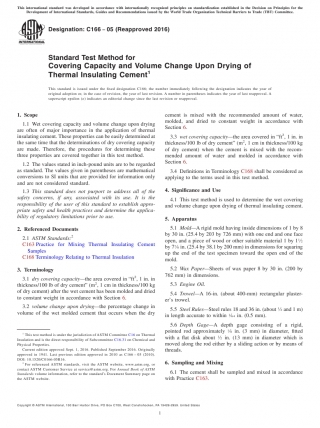 This international standard was developed in accordance with internationally recognized principles on standardization established in the Decision on Principles for the
Development of International Standards, Guides and Recommendations issued by the World Trade Organization Technical Barriers to Trade (TBT) Committee.
Designation: C166 − 05 (Reapproved 2016)
INTERNATIONAL
Standard Test Method for
Covering Capacity and Volume Change Upon Drying of
Thermal Insulating Cement¹
This standard is issued under the fixed designation C166; the number immediately following the designation indicates the year of
original adoption or, in the case of revision, the year of last revision. A number in parentheses indicates the year of last reapproval. A
superscript epsilon (ε) indicates an editorial change since the last revision or reapproval.
1. Scope
1.1 Wet covering capacity and volume change upon drying
are often of major importance in the application of thermal
insulating cement. These properties can be easily determined at
the same time that the determinations of dry covering capacity
are made. Therefore, the procedures for determining these
three properties are covered together in this test method.
1.2 The values stated in inch-pound units are to be regarded
as standard. The values given in parentheses are mathematical
conversions to SI units that are provided for information only
and are not considered standard.
1.3 This standard does not purport to address all of the
safety concerns, if any, associated with its use. It is the
responsibility of the user of this standard to establish appro-
priate safety and health practices and determine the applica-
bility of regulatory limitations prior to use.
2. Referenced Documents
2.1 ASTM Standards:²
C163 Practice for Mixing Thermal Insulating Cement
Samples
C168 Terminology Relating to Thermal Insulation
3. Terminology
3.1 dry covering capacity—the area covered in "ft², 1 in. in
thickness/100 lb of dry cement" (m², 1 cm in thickness/100 kg
of dry cement) after the wet cement has been molded and dried
to constant weight in accordance with Section 6.
3.2 volume change upon drying—the percentage change in
volume of the wet molded cement that occurs when the dry
¹ This test method is under the jurisdiction of ASTM Committee C16 on Thermal
Insulation and is the direct responsibility of Subcommittee C16.31 on Chemical and
Physical Properties.
Current edition approved Sept. 1, 2016. Published September 2016. Originally
approved in 1941. Last previous edition approved in
DOI: 10.1520/C0166-05R16.
² For referenced ASTM standards, visit the ASTM website, www.astm.org, or
contact ASTM Customer Service at service@astm.org. For Annual Book of ASTM
Standards volume information, refer to the standard's Document Summary page on
the ASTM website.
cement is mixed with the recommended amount of water,
molded, and dried to constant weight in accordance with
Section 6.
3.3 wet covering capacity—the area covered in "ft², 1 in. in
thickness/100 lb of dry cement" (m², 1 cm in thickness/100 kg
of dry cement) when the cement is mixed with the recom-
mended amount of water and molded in accordance with
Section 6.
3.4 Definitions in Terminology C168 shall be considered as
applying to the terms used in this test method.
4. Significance and Use
4.1 This test method is used to determine the wet covering
and volume change upon drying of thermal insulating cement.
5. Apparatus
5.1 Mold—A rigid mold having inside dimensions of 1 by 8
by 30 in. (25.4 by 203 by 726 mm) with one end and one face
open, and a piece of wood or other suitable material 1 by 1½
by 7⅞ in. (25.4 by 38.1 by 200 mm) in dimensions for squaring
up the end of the test specimen toward the open end of the
mold.
5.2 Wax Paper—Sheets of wax paper 8 by 30 in. (200 by
762 mm) in dimensions.
5.3 Engine Oil.
5.4 Trowel—A 16-in. (about 400-mm) rectangular plaster-
er's trowel.
5.5 Steel Rules—Steel rules 18 and 36 in. (about ½ and 1 m)
in length accurate to within in. (0.5 mm).
5.6 Depth Gage—A depth gage consisting of a rigid,
pointed rod approximately ⅛ in. (3 mm) in diameter, fitted
with a flat disk about ½ in. (13 mm) in diameter which is
moved along the rod either by a sliding action or by means of
threads.
6. Sampling and Mixing
6.1 The cement shall be sampled and mixed in accordance
with Practice C163.
Copyright © ASTM International, 100 Barr Harbor Drive, PO Box C700, West Conshohocken, PA 19428-2959. United States
1